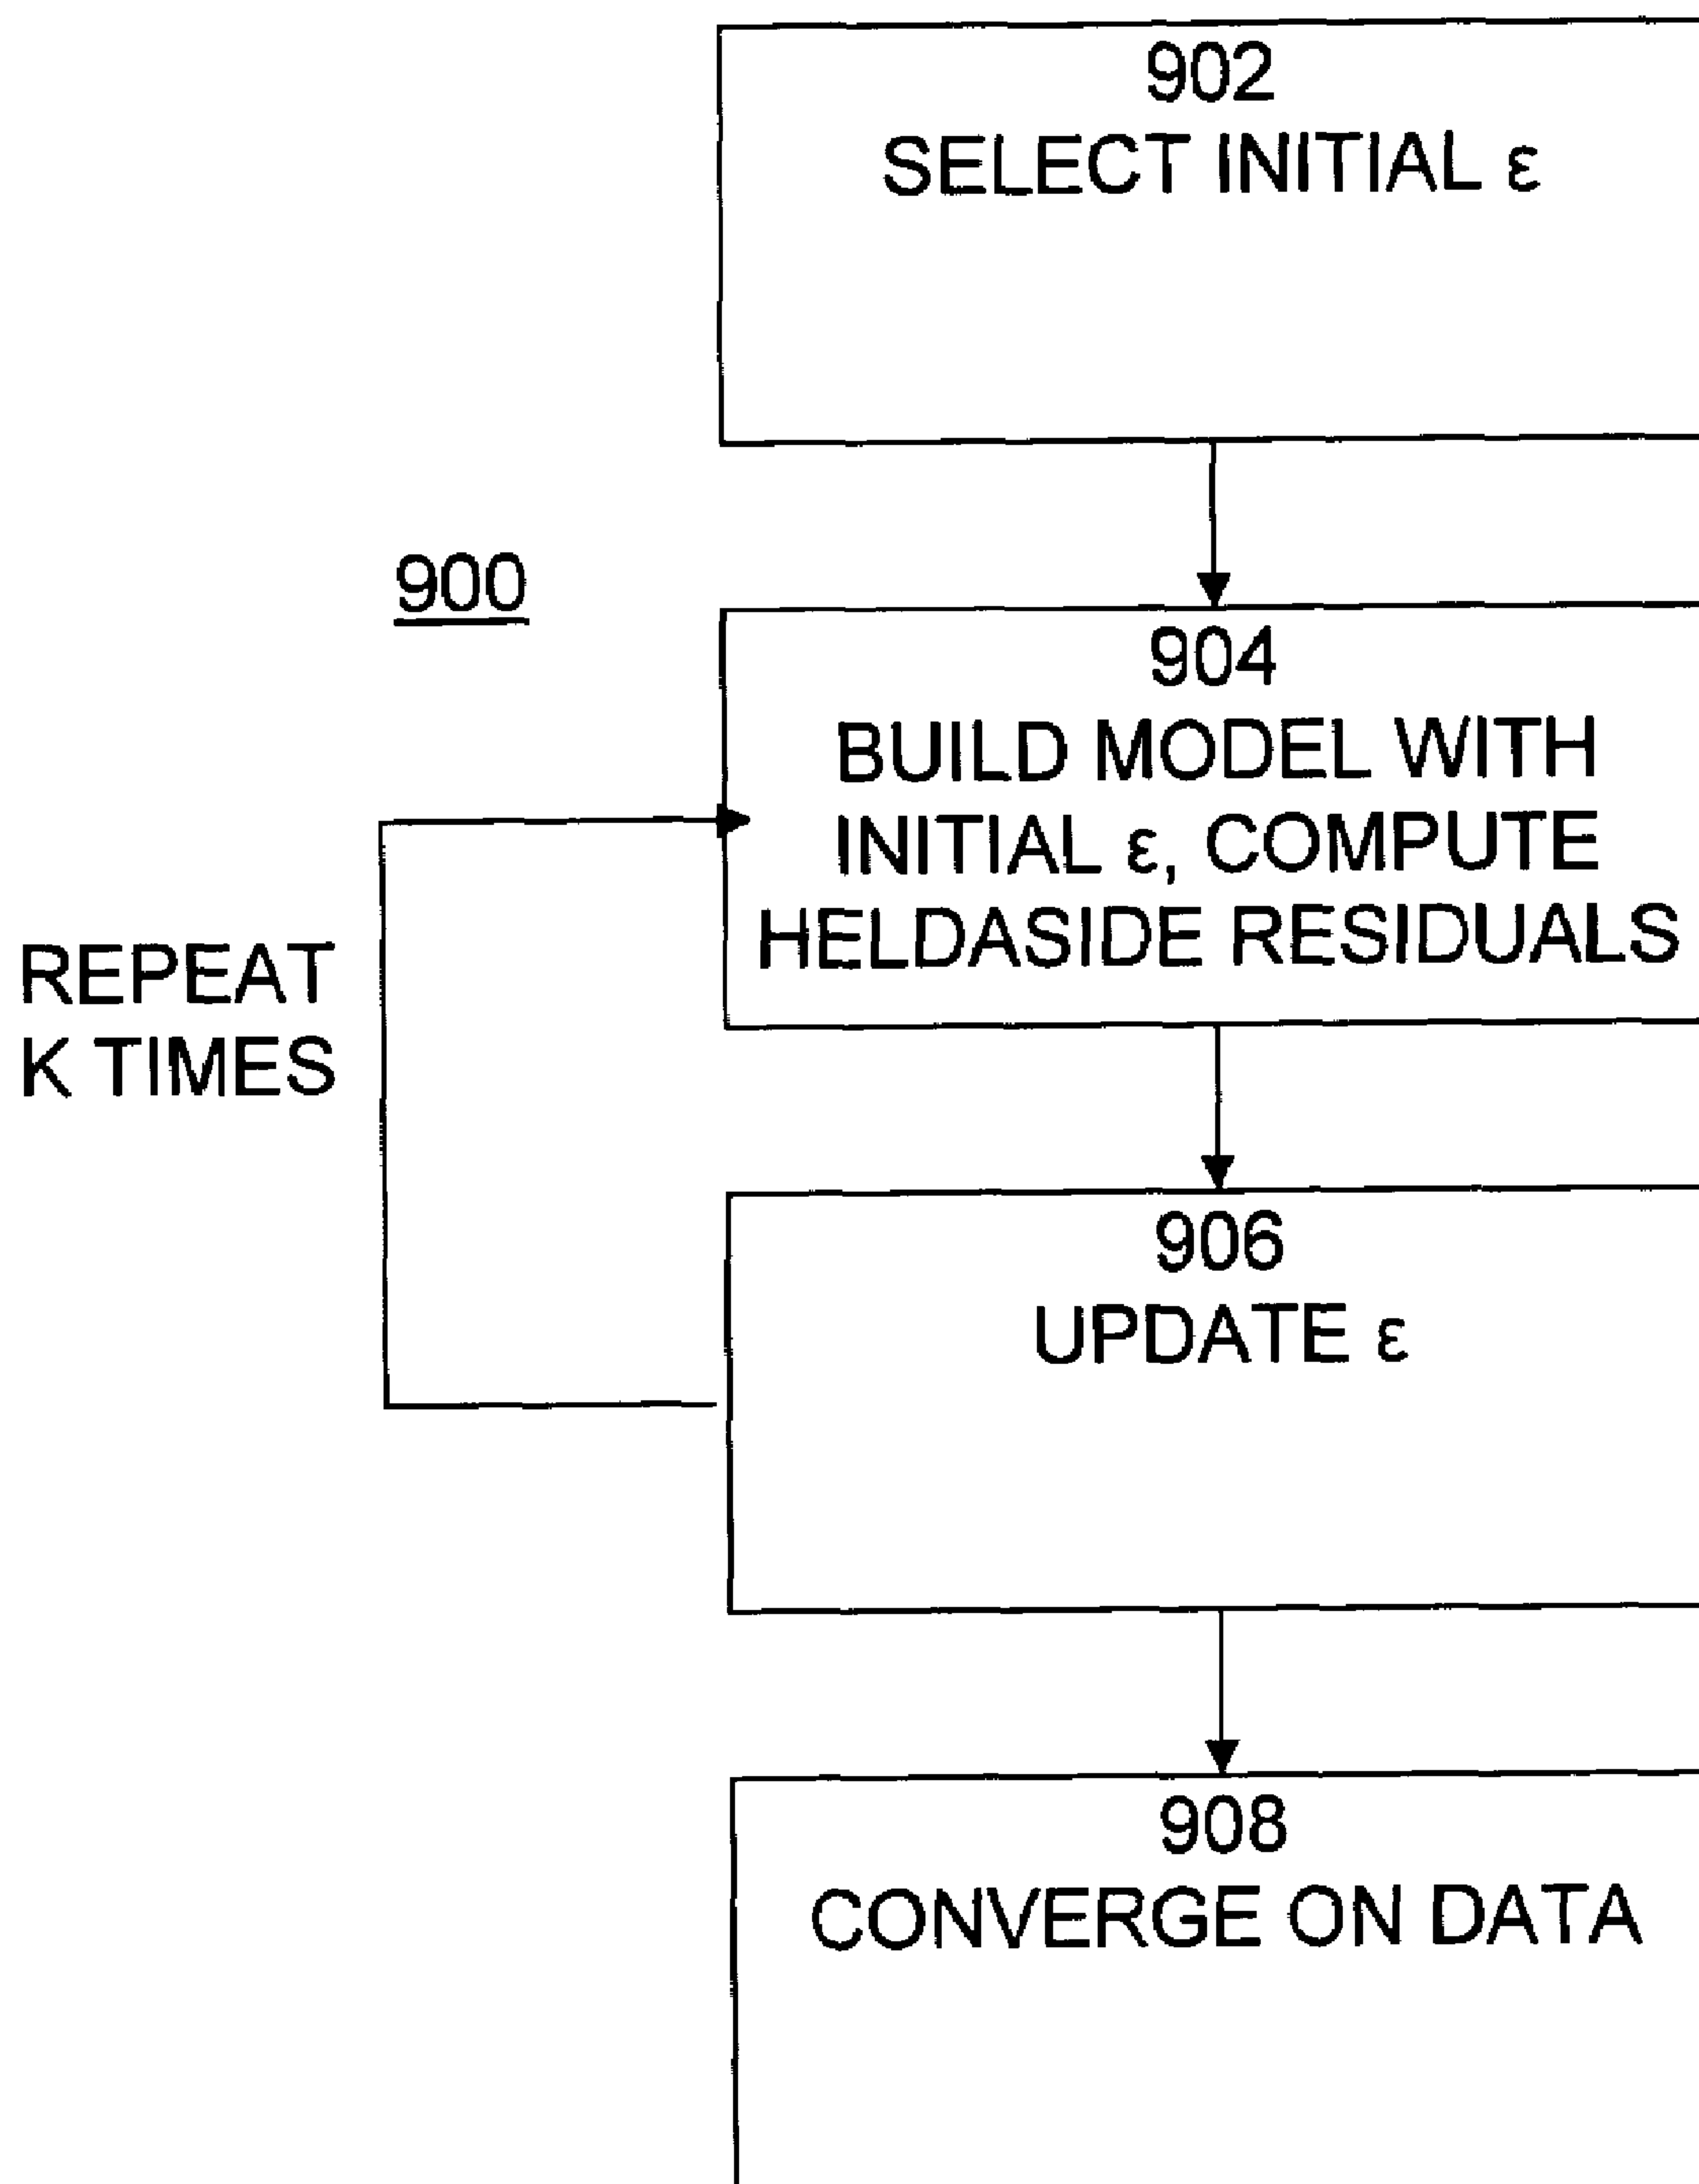 902
SELECT INITIAL ε
900
904
BUILD MODEL WITH
INITIAL ε, COMPUTE
HELDASIDE RESIDUALS
REPEAT
K TIMES
906
UPDATE ε
908
CONVERGE ON DATA